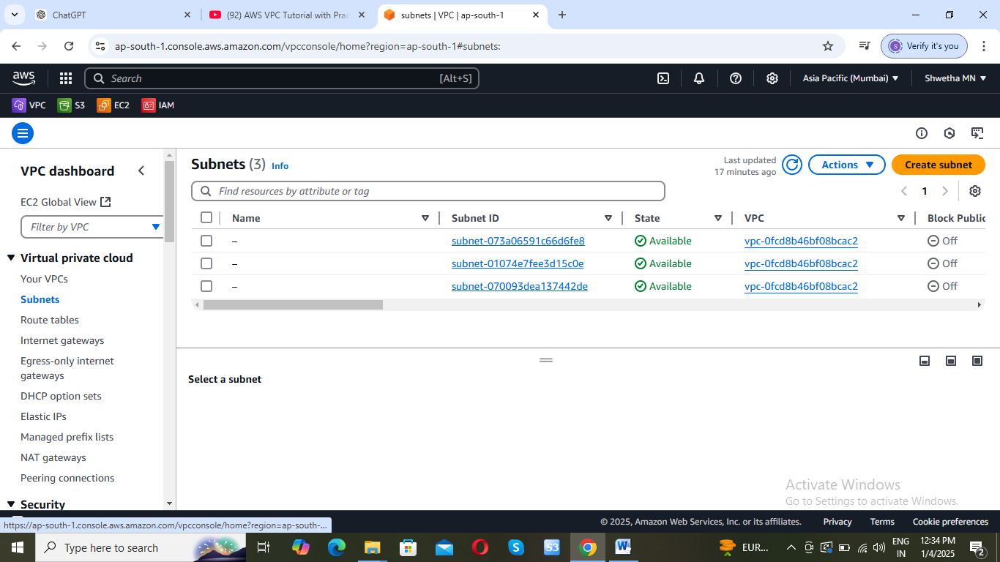 ChatGPT
(92) AWS VPC Tutorial with Prac
subnets | VPC | ap-south-1
ap-south-1.console.aws.amazon.com/vpcconsole/home?region=ap-south-1#subnets:
S
Verify it's you
aws
Search
[Alt+S]
Asia Pacific (Mumbai)
Shwetha MN
VPC
S3
EC2
IAM
VPC dashboard
EC2 Global View
Filter by VPC
Virtual private cloud
Your VPCs
Subnets
Route tables
Internet gateways
Egress-only internet
gateways
DHCP option sets
Elastic IPs
Managed prefix lists
NAT gateways
Peering connections
Security
Subnets (3) Info
Last updated
17 minutes ago
Actions
Create subnet
Find resources by attribute or tag
1
Name Subnet ID State VPC Block Public
– subnet-073a06591c66d6fe8 Available vpc-0fcd8b46bf08bcac2 Off
– subnet-01074e7fee3d15c0e Available vpc-0fcd8b46bf08bcac2 Off
– subnet-070093dea137442de Available vpc-0fcd8b46bf08bcac2 Off
Select a subnet
Activate Windows
Go to Settings to activate Windows.
https://ap-south-1.console.aws.amazon.com/vpcconsole/home?region=ap-south-...
© 2025, Amazon Web Services, Inc. or its affiliates.
Privacy
Terms
Cookie preferences
Type here to search
S3
EUR...
ENG
IN
12:34 PM
1/4/2025
2